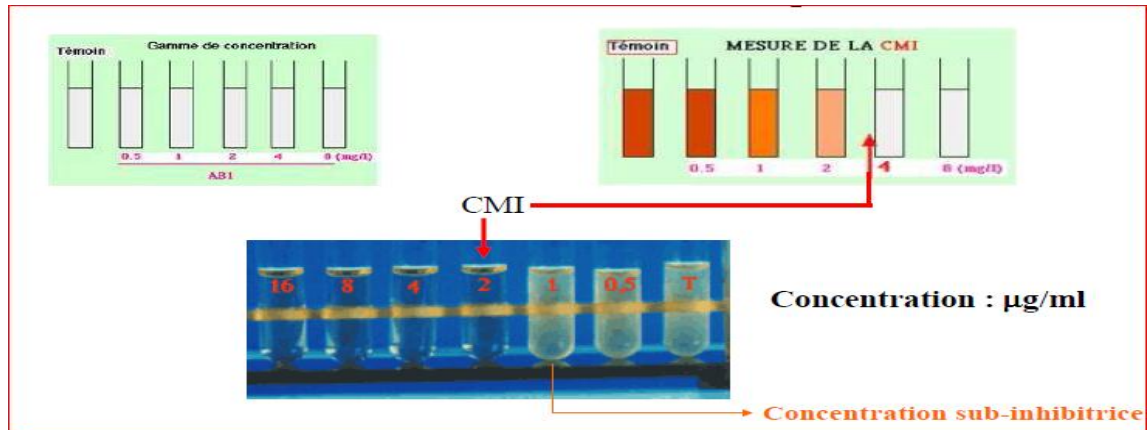 Témoin
Gamme de concentration
0.5 1 2 4 8 (mg/l)
AB1
Témoin
MESURE DE LA CMI
0.5 1 2 4 8 (mg/l)
CMI
16 8 4 2 1 0,5 T
Concentration : µg/ml
Concentration sub-inhibitrice